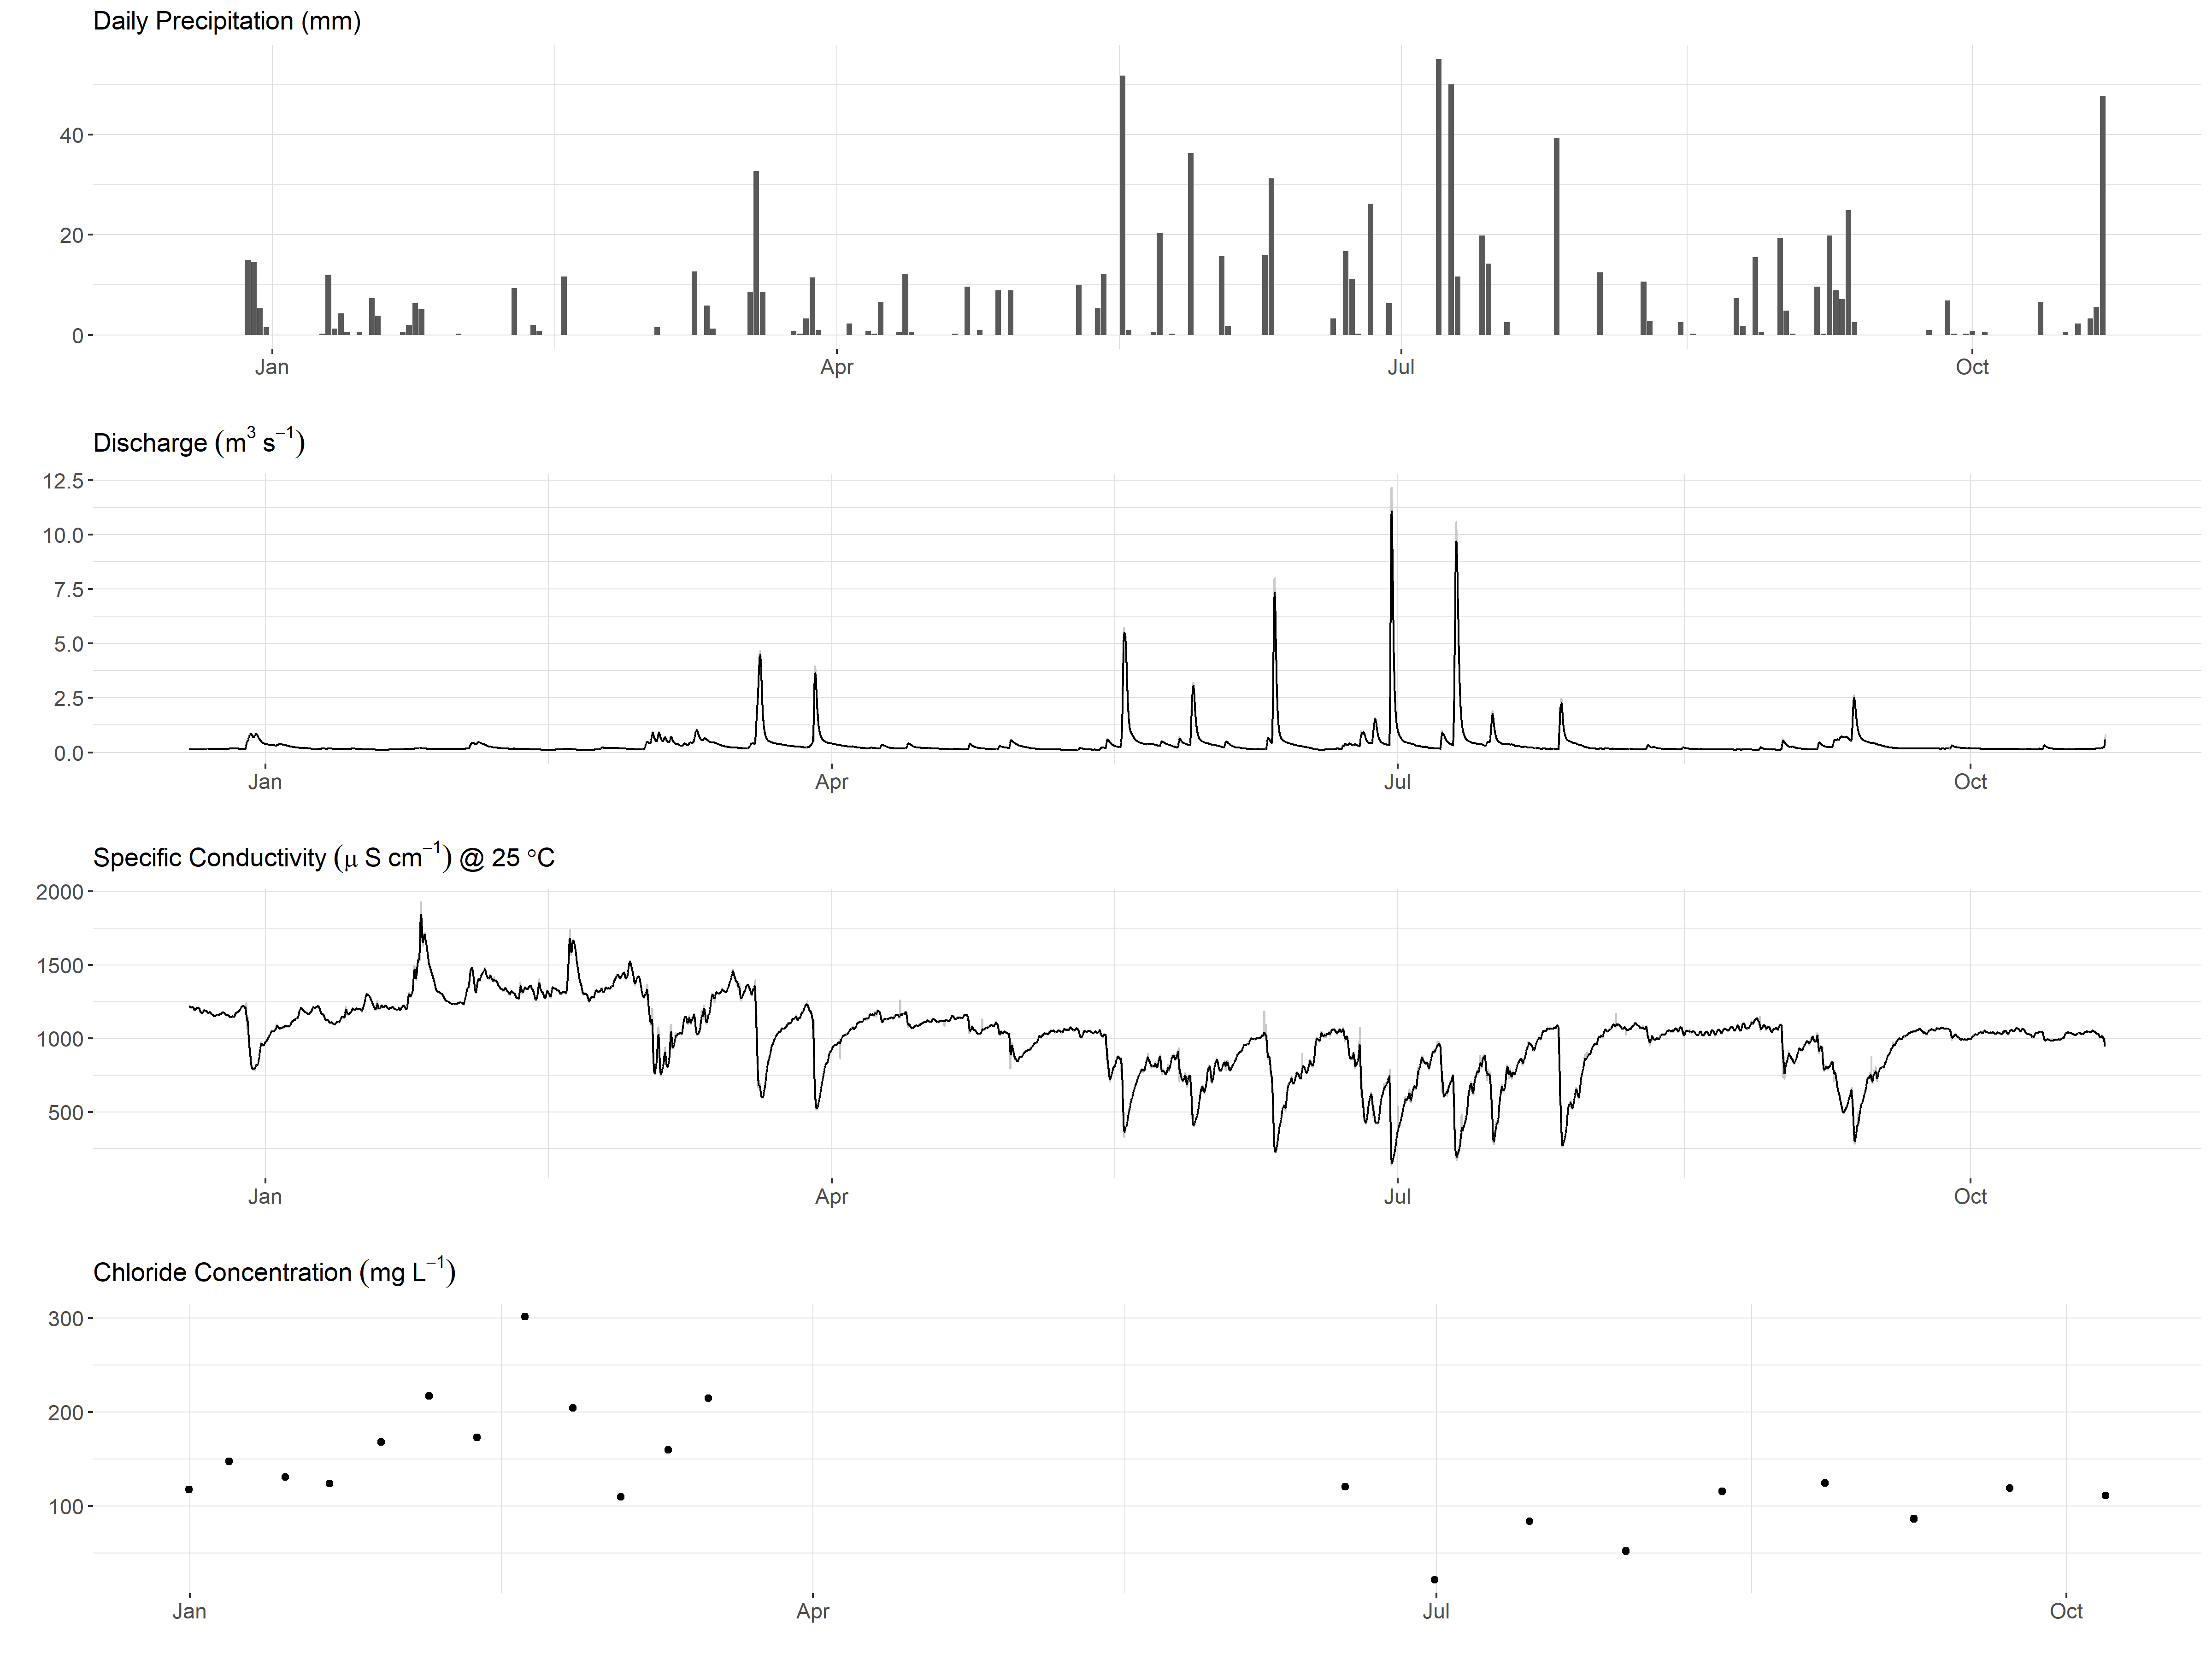 Daily Precipitation (mm)
40
20
0
Jan Apr Jul Oct
Discharge (m³ s⁻¹)
12.5
10.0
7.5
5.0
2.5
0.0
Jan Apr Jul Oct
Specific Conductivity (μ S cm⁻¹) @ 25 °C
2000
1500
1000
500
Jan Apr Jul Oct
Chloride Concentration (mg L⁻¹)
300
200
100
Jan Apr Jul Oct